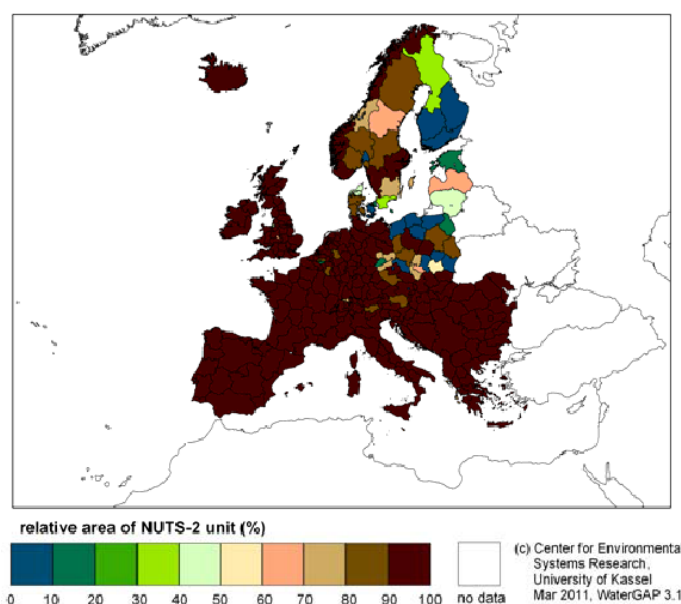 relative area of NUTS-2 unit (%)
0 10 20 30 40 50 60 70 80 90 100
no data
(c) Center for Environmenta
Systems Research,
University of Kassel
Mar 2011, WaterGAP 3.1